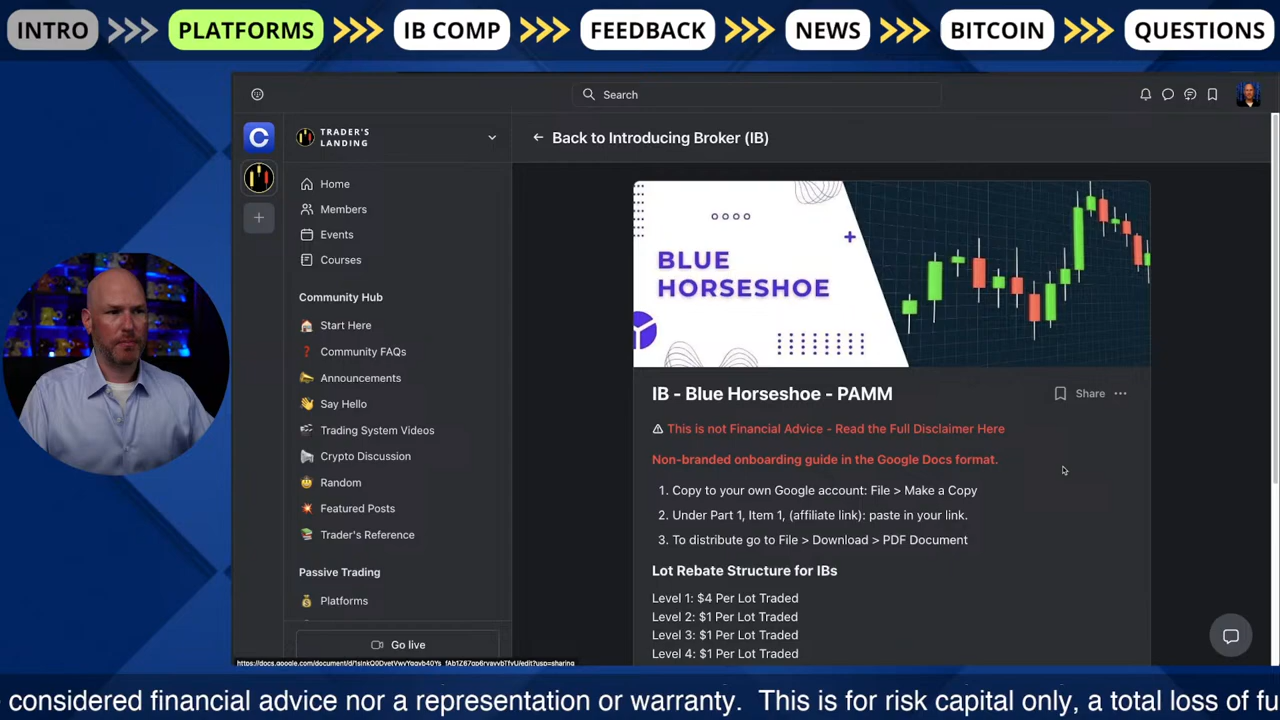 INTRO
PLATFORMS
IB COMP
FEEDBACK
NEWS
BITCOIN
QUESTIONS
Search
TRADER'S
LANDING
Back to Introducing Broker (IB)
Home
Members
Events
Courses
Community Hub
Start Here
Community FAQs
Announcements
Say Hello
Trading System Videos
Crypto Discussion
Random
Featured Posts
Trader's Reference
Passive Trading
Platforms
Go live
BLUE
HORSESHOE
IB - Blue Horseshoe - PAMM
Share
This is not Financial Advice - Read the Full Disclaimer Here
Non-branded onboarding guide in the Google Docs format.
1. Copy to your own Google account: File > Make a Copy
2. Under Part 1, Item 1, (affiliate link): paste in your link.
3. To distribute go to File > Download > PDF Document
Lot Rebate Structure for IBs
Level 1: $4 Per Lot Traded
Level 2: $1 Per Lot Traded
Level 3: $1 Per Lot Traded
Level 4: $1 Per Lot Traded
considered financial advice nor a representation or warranty. This is for risk capital only, a total loss of fu